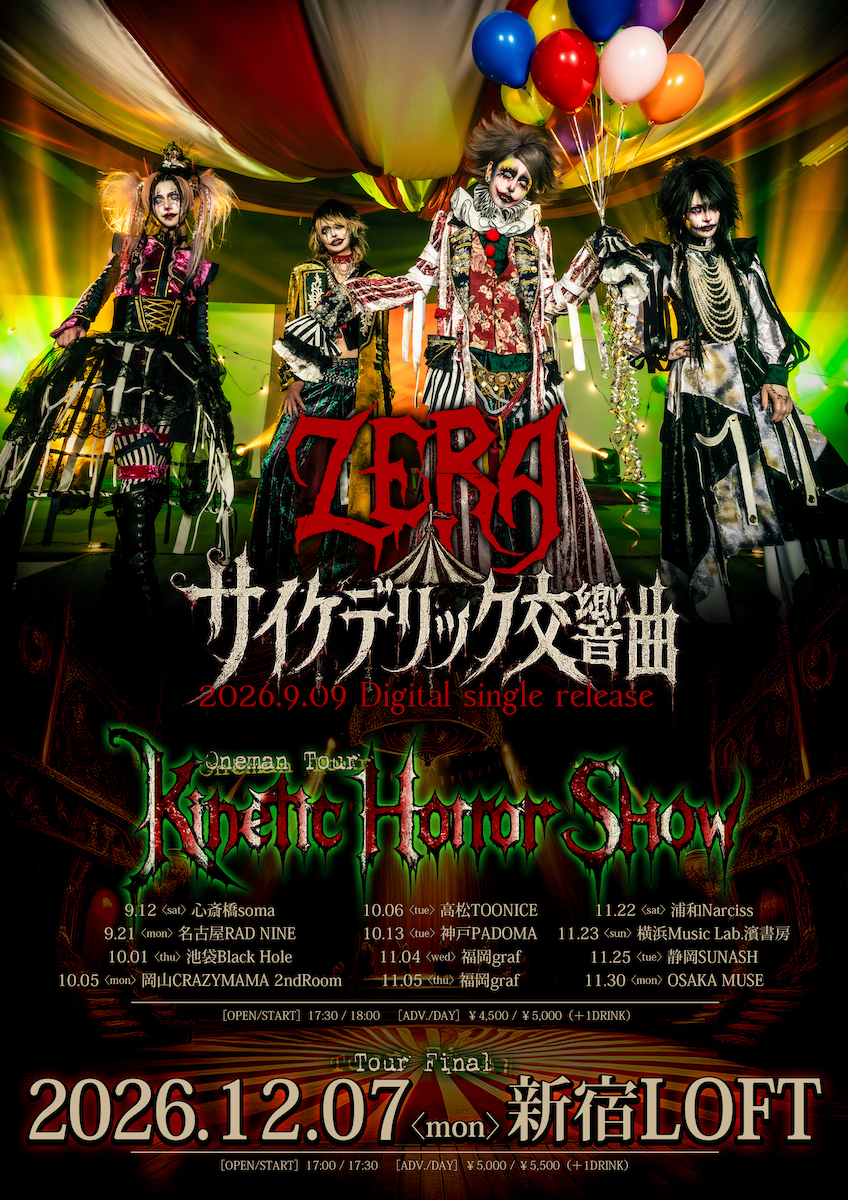 ZERA
サイケデリック交響曲
2026.9.09 Digital single release
Oneman Tour
Kinetic Horror Show
9.12〈sat〉心斎橋soma
9.21〈mon〉名古屋RAD NINE
10.01〈thu〉池袋Black Hole
10.05〈mon〉岡山CRAZYMAMA 2ndRoom
10.06〈tue〉高松TOONICE
10.13〈tue〉神戸PADOMA
11.04〈wed〉福岡graf
11.05〈thu〉福岡graf
11.22〈sat〉浦和Narciss
11.23〈sun〉横浜Music Lab.濱書房
11.25〈tue〉静岡SUNASH
11.30〈mon〉OSAKA MUSE
[OPEN/START] 17:30 / 18:00 [ADV./DAY] ¥4,500 / ¥5,000(+1DRINK)
Tour Final
2026.12.07〈mon〉新宿LOFT
[OPEN/START] 17:00 / 17:30 [ADV./DAY] ¥5,000 / ¥5,500(+1DRINK)